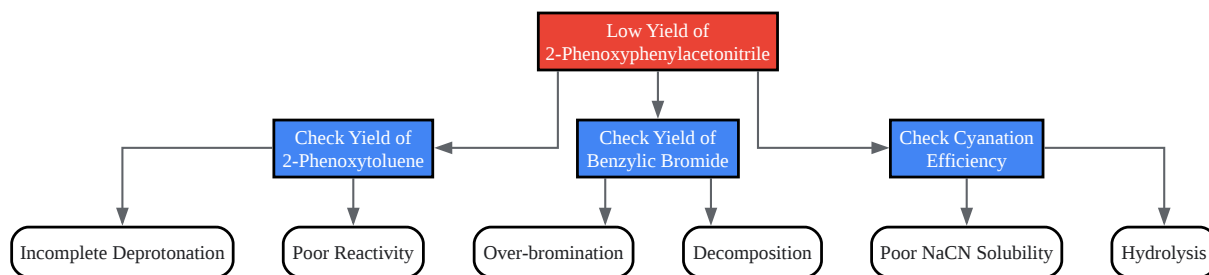 Low Yield of
2-Phenoxyphenylacetonitrile
Check Yield of
2-Phenoxytoluene
Check Yield of
Benzylic Bromide
Check Cyanation
Efficiency
Incomplete Deprotonation
Poor Reactivity
Over-bromination
Decomposition
Poor NaCN Solubility
Hydrolysis